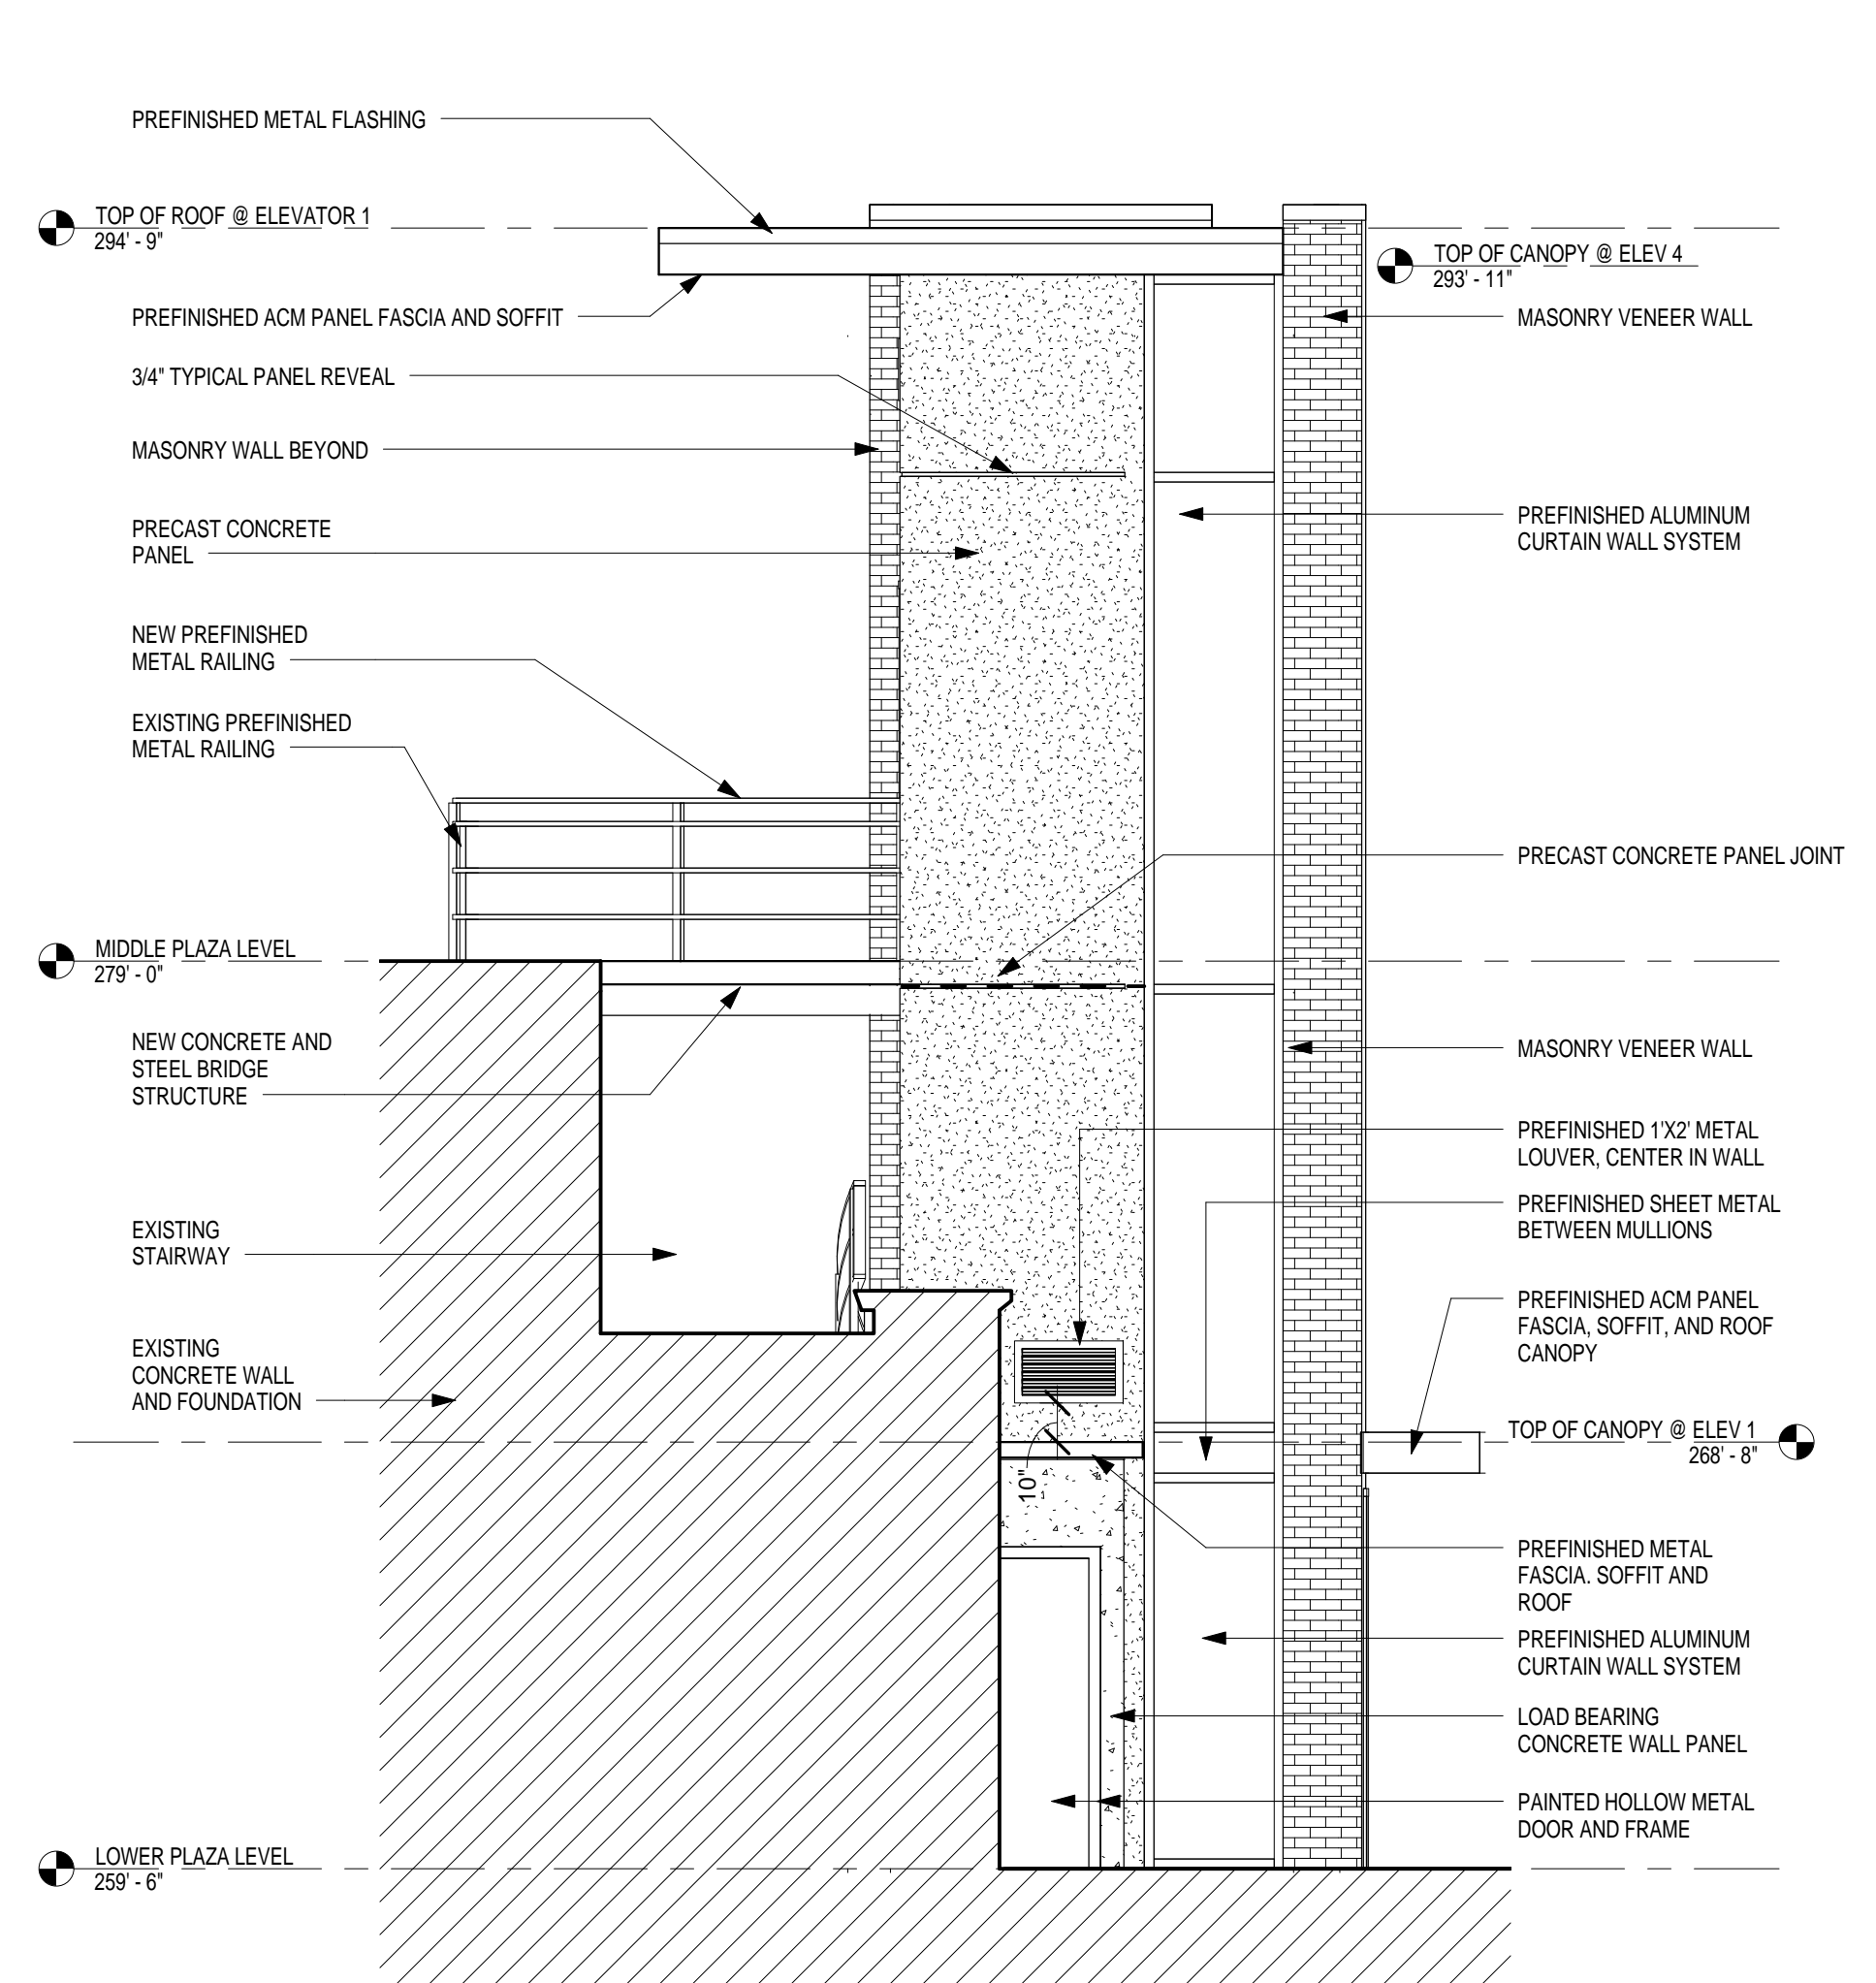 PREFINISHED METAL FLASHING
TOP OF ROOF @ ELEVATOR 1
294' - 9"
PREFINISHED ACM PANEL FASCIA AND SOFFIT
3/4" TYPICAL PANEL REVEAL
MASONRY WALL BEYOND
PRECAST CONCRETE
PANEL
NEW PREFINISHED
METAL RAILING
EXISTING PREFINISHED
METAL RAILING
MIDDLE PLAZA LEVEL
279' - 0"
NEW CONCRETE AND
STEEL BRIDGE
STRUCTURE
EXISTING
STAIRWAY
EXISTING
CONCRETE WALL
AND FOUNDATION
LOWER PLAZA LEVEL
259' - 6"
10"
TOP OF CANOPY @ ELEV 4
293' - 11"
MASONRY VENEER WALL
PREFINISHED ALUMINUM
CURTAIN WALL SYSTEM
PRECAST CONCRETE PANEL JOINT
MASONRY VENEER WALL
PREFINISHED 1'X2' METAL
LOUVER, CENTER IN WALL
PREFINISHED SHEET METAL
BETWEEN MULLIONS
PREFINISHED ACM PANEL
FASCIA, SOFFIT, AND ROOF
CANOPY
TOP OF CANOPY @ ELEV 1
268' - 8"
PREFINISHED METAL
FASCIA. SOFFIT AND
ROOF
PREFINISHED ALUMINUM
CURTAIN WALL SYSTEM
LOAD BEARING
CONCRETE WALL PANEL
PAINTED HOLLOW METAL
DOOR AND FRAME